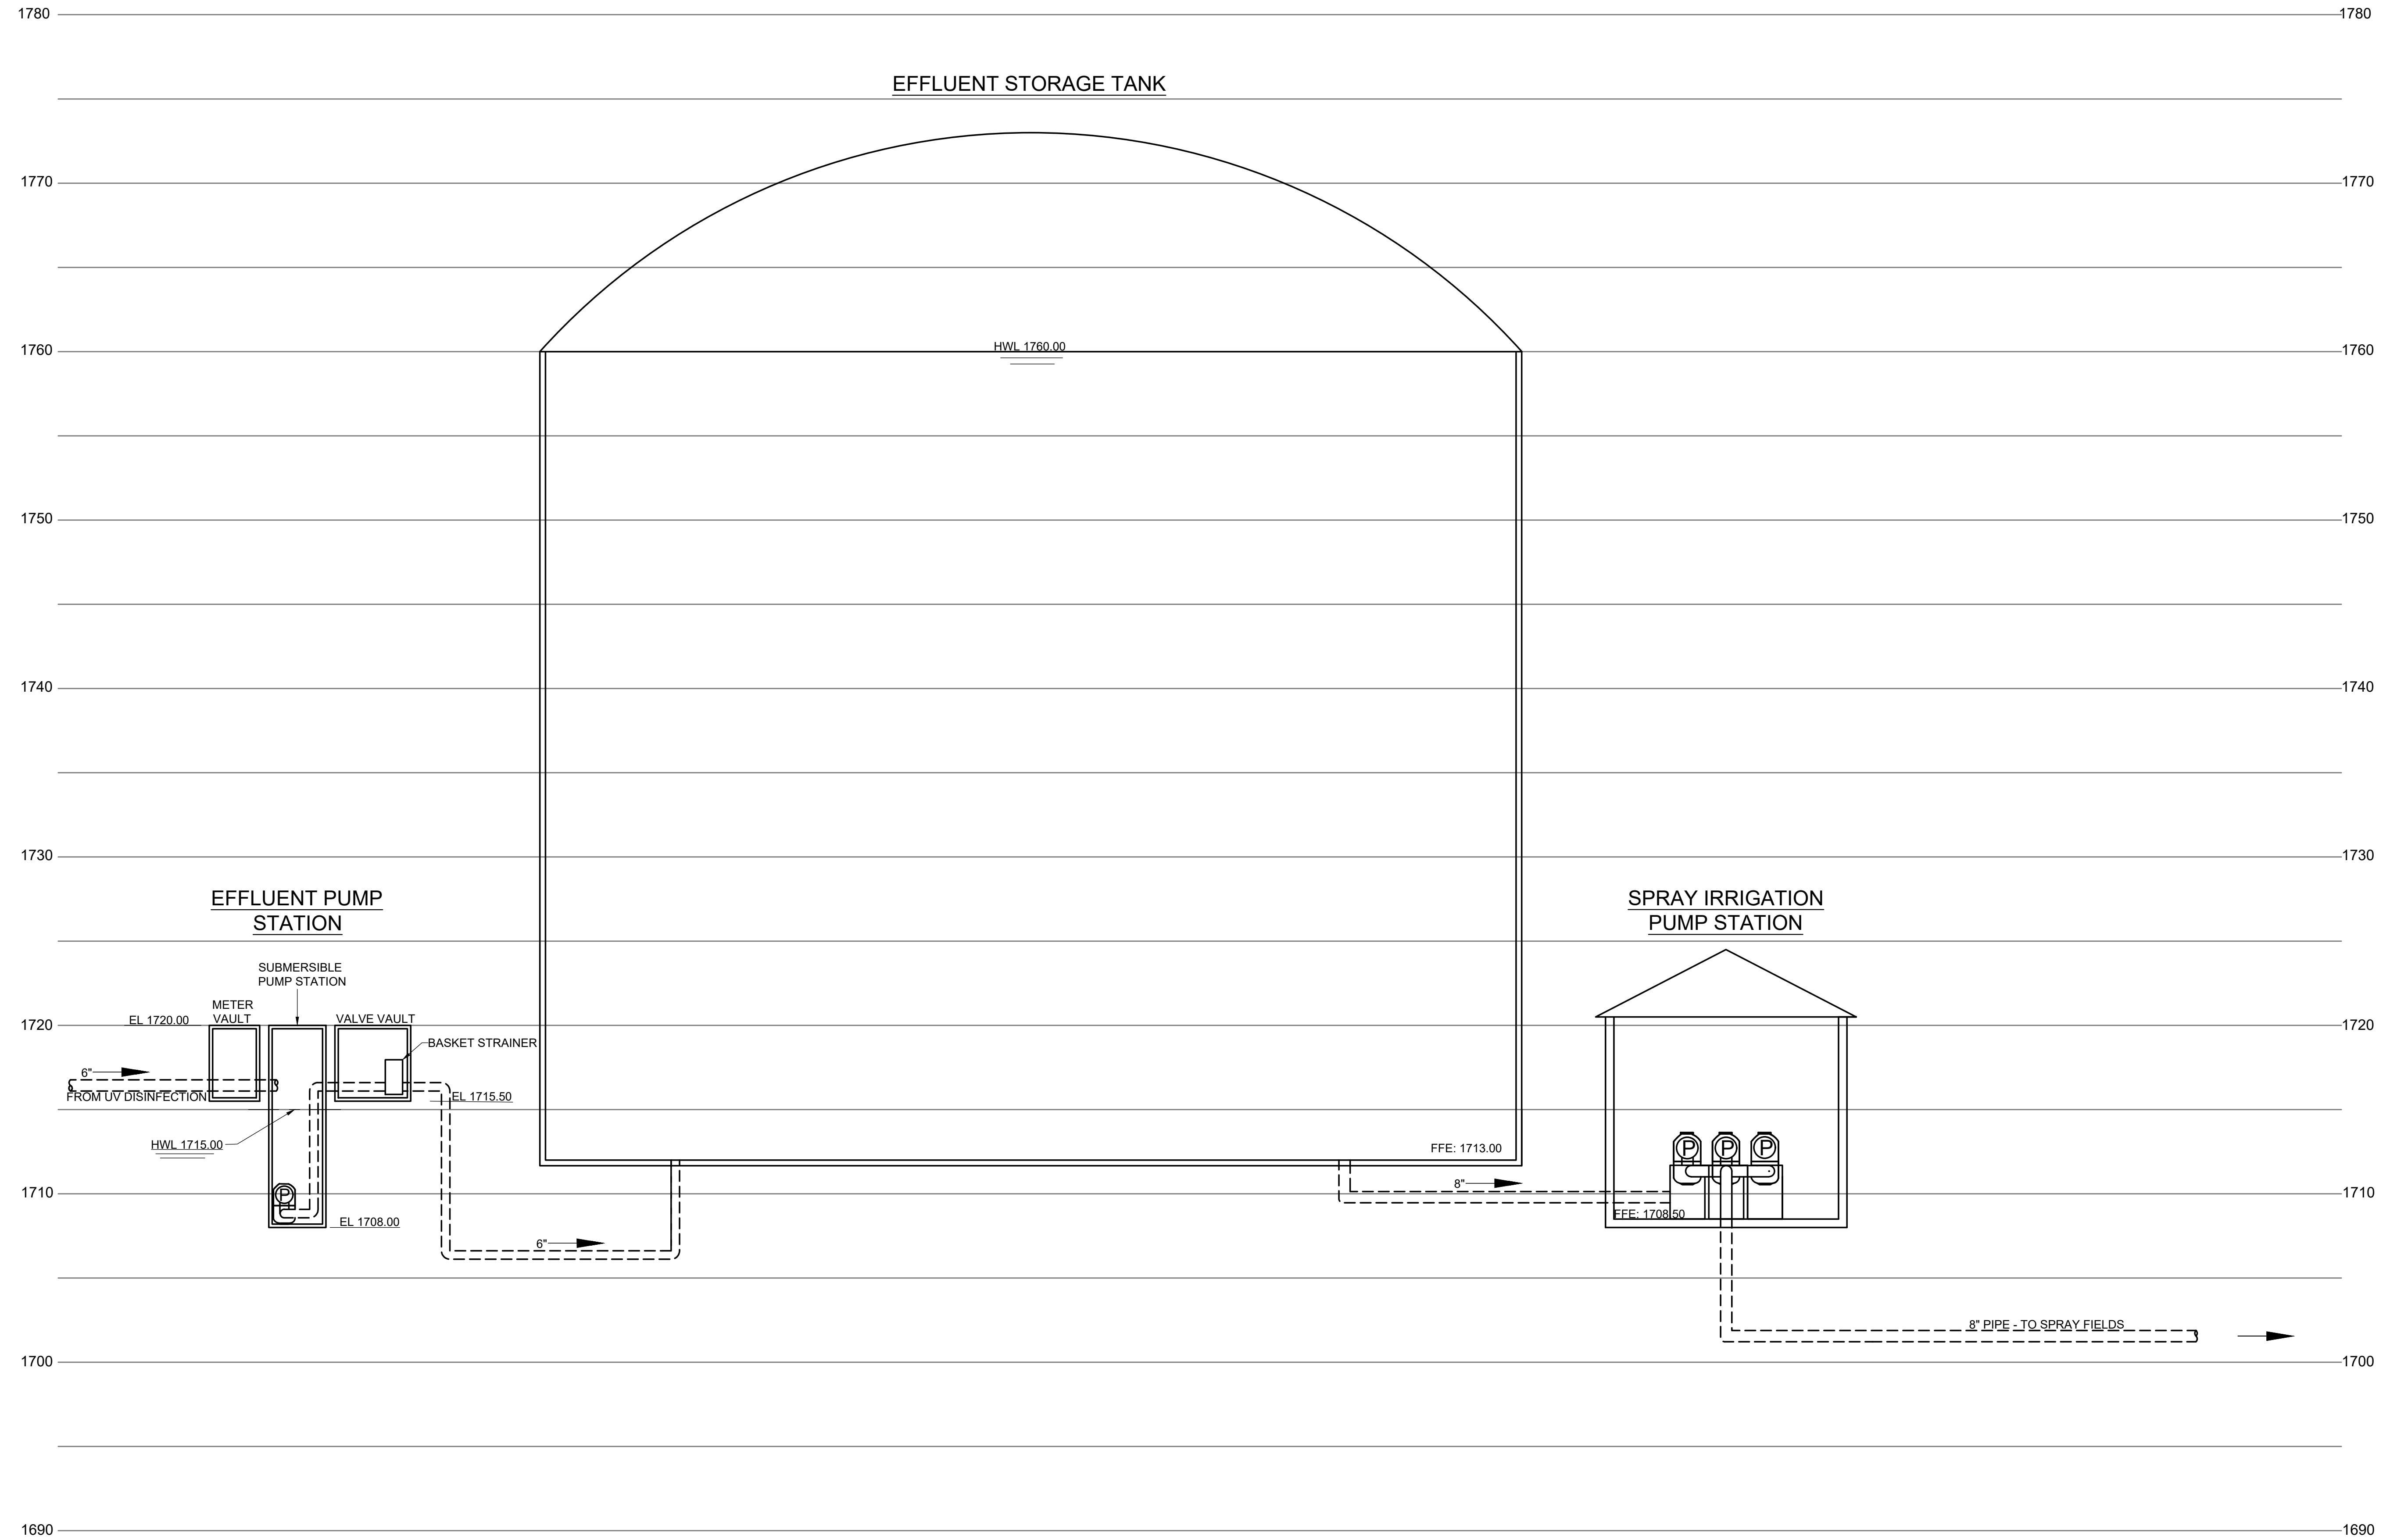 1780
1780
EFFLUENT STORAGE TANK
1770
1770
1760
HWL 1760.00
1760
1750
1750
1740
1740
1730
1730
EFFLUENT PUMP
STATION
SPRAY IRRIGATION
PUMP STATION
SUBMERSIBLE
PUMP STATION
METER
VAULT
VALVE VAULT
1720
EL 1720.00
1720
BASKET STRAINER
6"
FROM UV DISINFECTION
EL 1715.50
HWL 1715.00
FFE: 1713.00
P
P
P
8"
1710
P
1710
FFE: 1708.50
EL 1708.00
6"
8" PIPE - TO SPRAY FIELDS
1700
1700
1690
1690